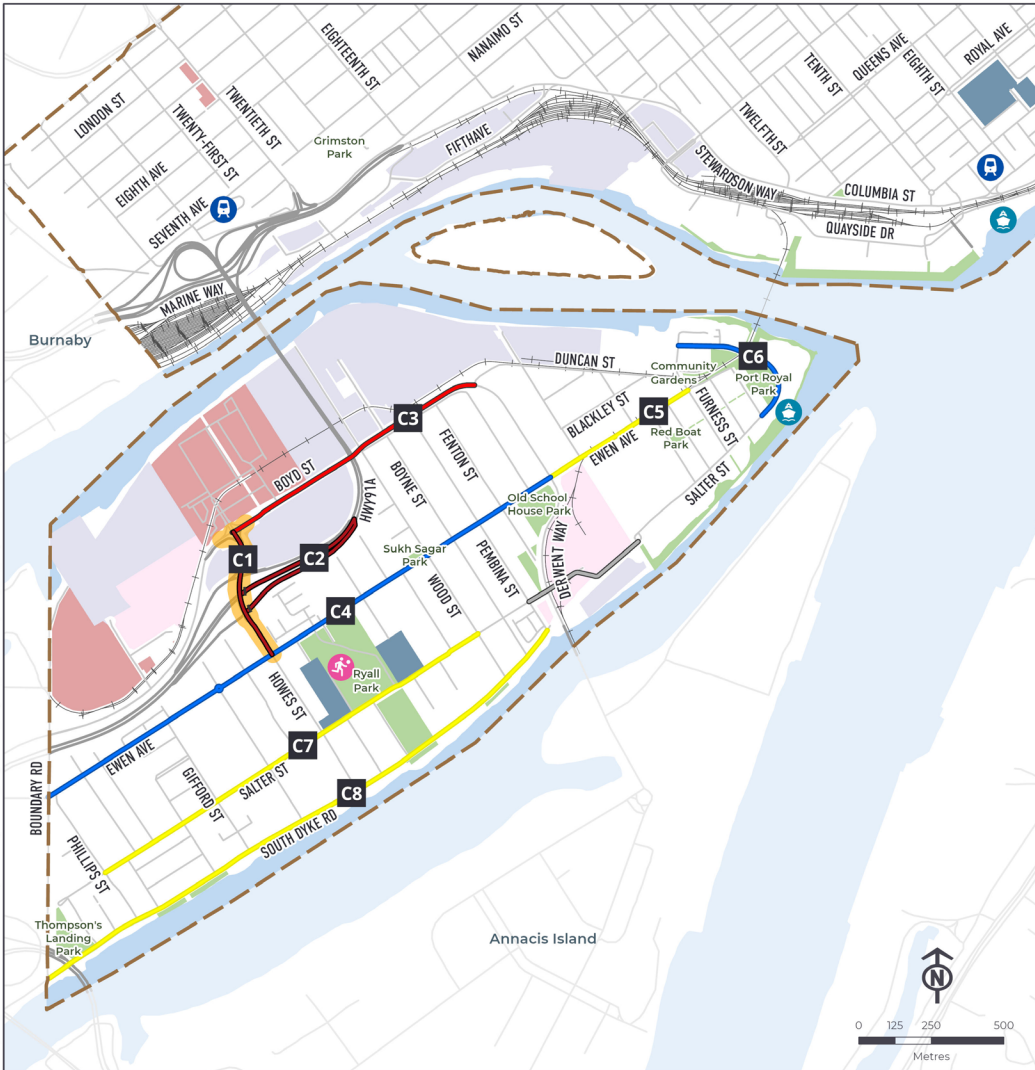 EIGHTEENTH ST
NANAIMO ST
TENTH ST
QUEENS AVE
EIGHTH ST
ROYAL AVE
LONDON ST
TWENTIETH ST
TWENTY-FIRST ST
Grimston
Park
FIFTHAVE
TWELFTH ST
STEWARDSON WAY
EIGHTH AVE
SEVENTH AVE
COLUMBIA ST
QUAYSIDE DR
MARINE WAY
Burnaby
DUNCAN ST
Community
Gardens
C6
Port Royal
Park
C3
BLACKLEY ST
C5
FURNESS ST
EWEN AVE
Red Boat
Park
BOYD ST
FENTON ST
BOYNE ST
HWY91A
SALTER ST
Old School
House Park
C1
C2
Sukh Sagar
Park
PEMBINA ST
DERWENT WAY
WOOD ST
C4
Ryall
Park
HOWES ST
EWEN AVE
C7
SALTER ST
GIFFORD ST
C8
SOUTH DYKE RD
BOUNDARY RD
PHILLIPS ST
Thompson's
Landing
Park
Annacis Island
N
0 125 250 500
Metres